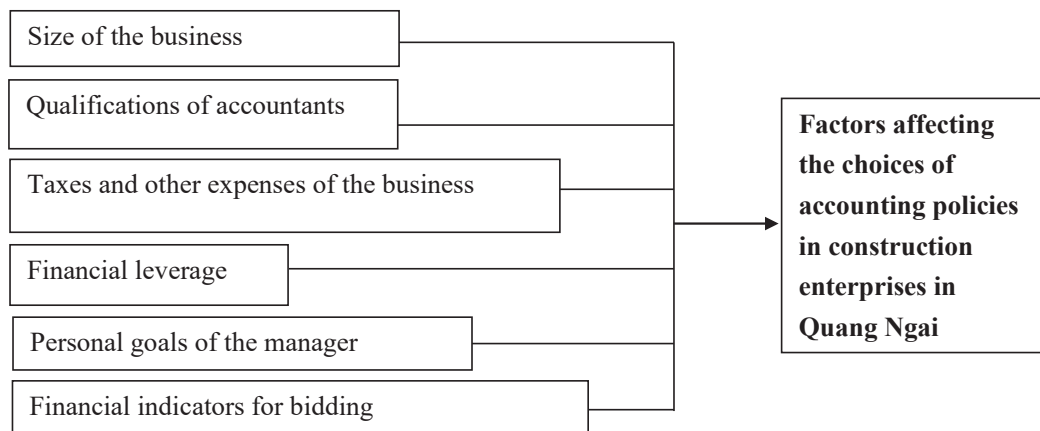 Size of the business
Qualifications of accountants
Taxes and other expenses of the business
Financial leverage
Personal goals of the manager
Financial indicators for bidding
Factors affecting
the choices of
accounting policies
in construction
enterprises in
Quang Ngai